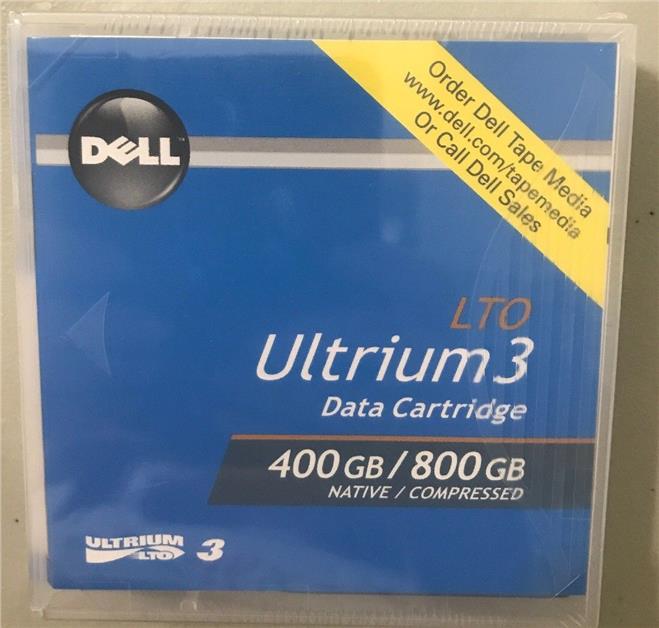 DELL™
Order Dell Tape Media
www.dell.com/tapemedia
Or Call Dell Sales
LTO
Ultrium 3
Data Cartridge
400 GB / 800 GB
NATIVE / COMPRESSED
ULTRIUM
LTO
3